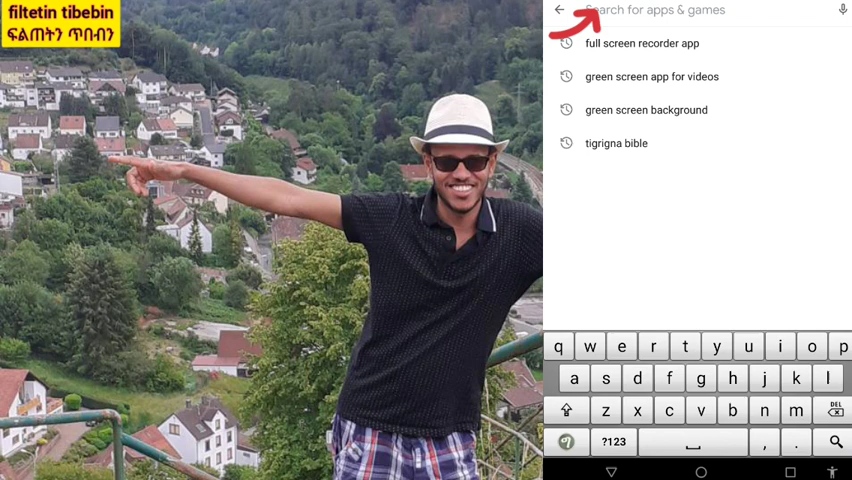 filtetin tibebin
ፍልጠትን ጥበብን
Search for apps & games
full screen recorder app
green screen app for videos
green screen background
tigrigna bible
q w e r t y u i o p
a s d f g h j k l
z x c v b n m DEL
?123 , .